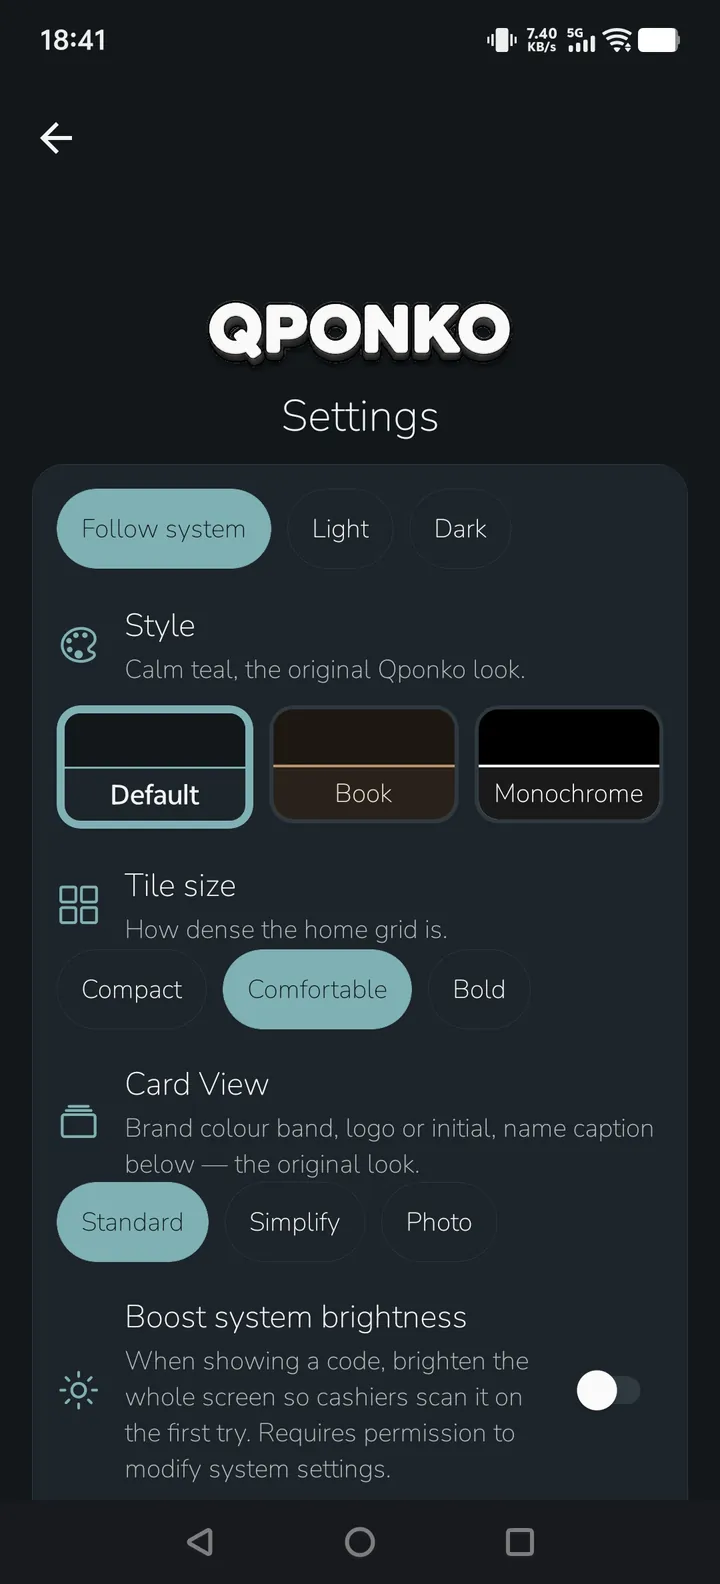 18:41
7.40
KB/s
5G
QPONKO
Settings
Follow system
Light
Dark
Style
Calm teal, the original Qponko look.
Default
Book
Monochrome
Tile size
How dense the home grid is.
Compact
Comfortable
Bold
Card View
Brand colour band, logo or initial, name caption
below — the original look.
Standard
Simplify
Photo
Boost system brightness
When showing a code, brighten the
whole screen so cashiers scan it on
the first try. Requires permission to
modify system settings.